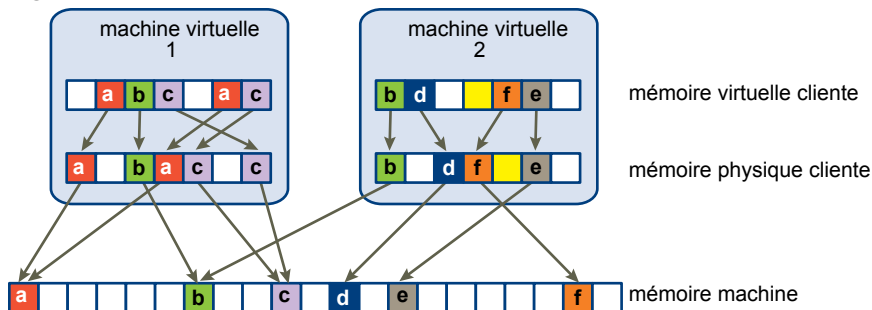 machine virtuelle
1
machine virtuelle
2
a b c a c
b d f e
mémoire virtuelle cliente
a b a c c
b d f e
mémoire physique cliente
a b c d e f
mémoire machine